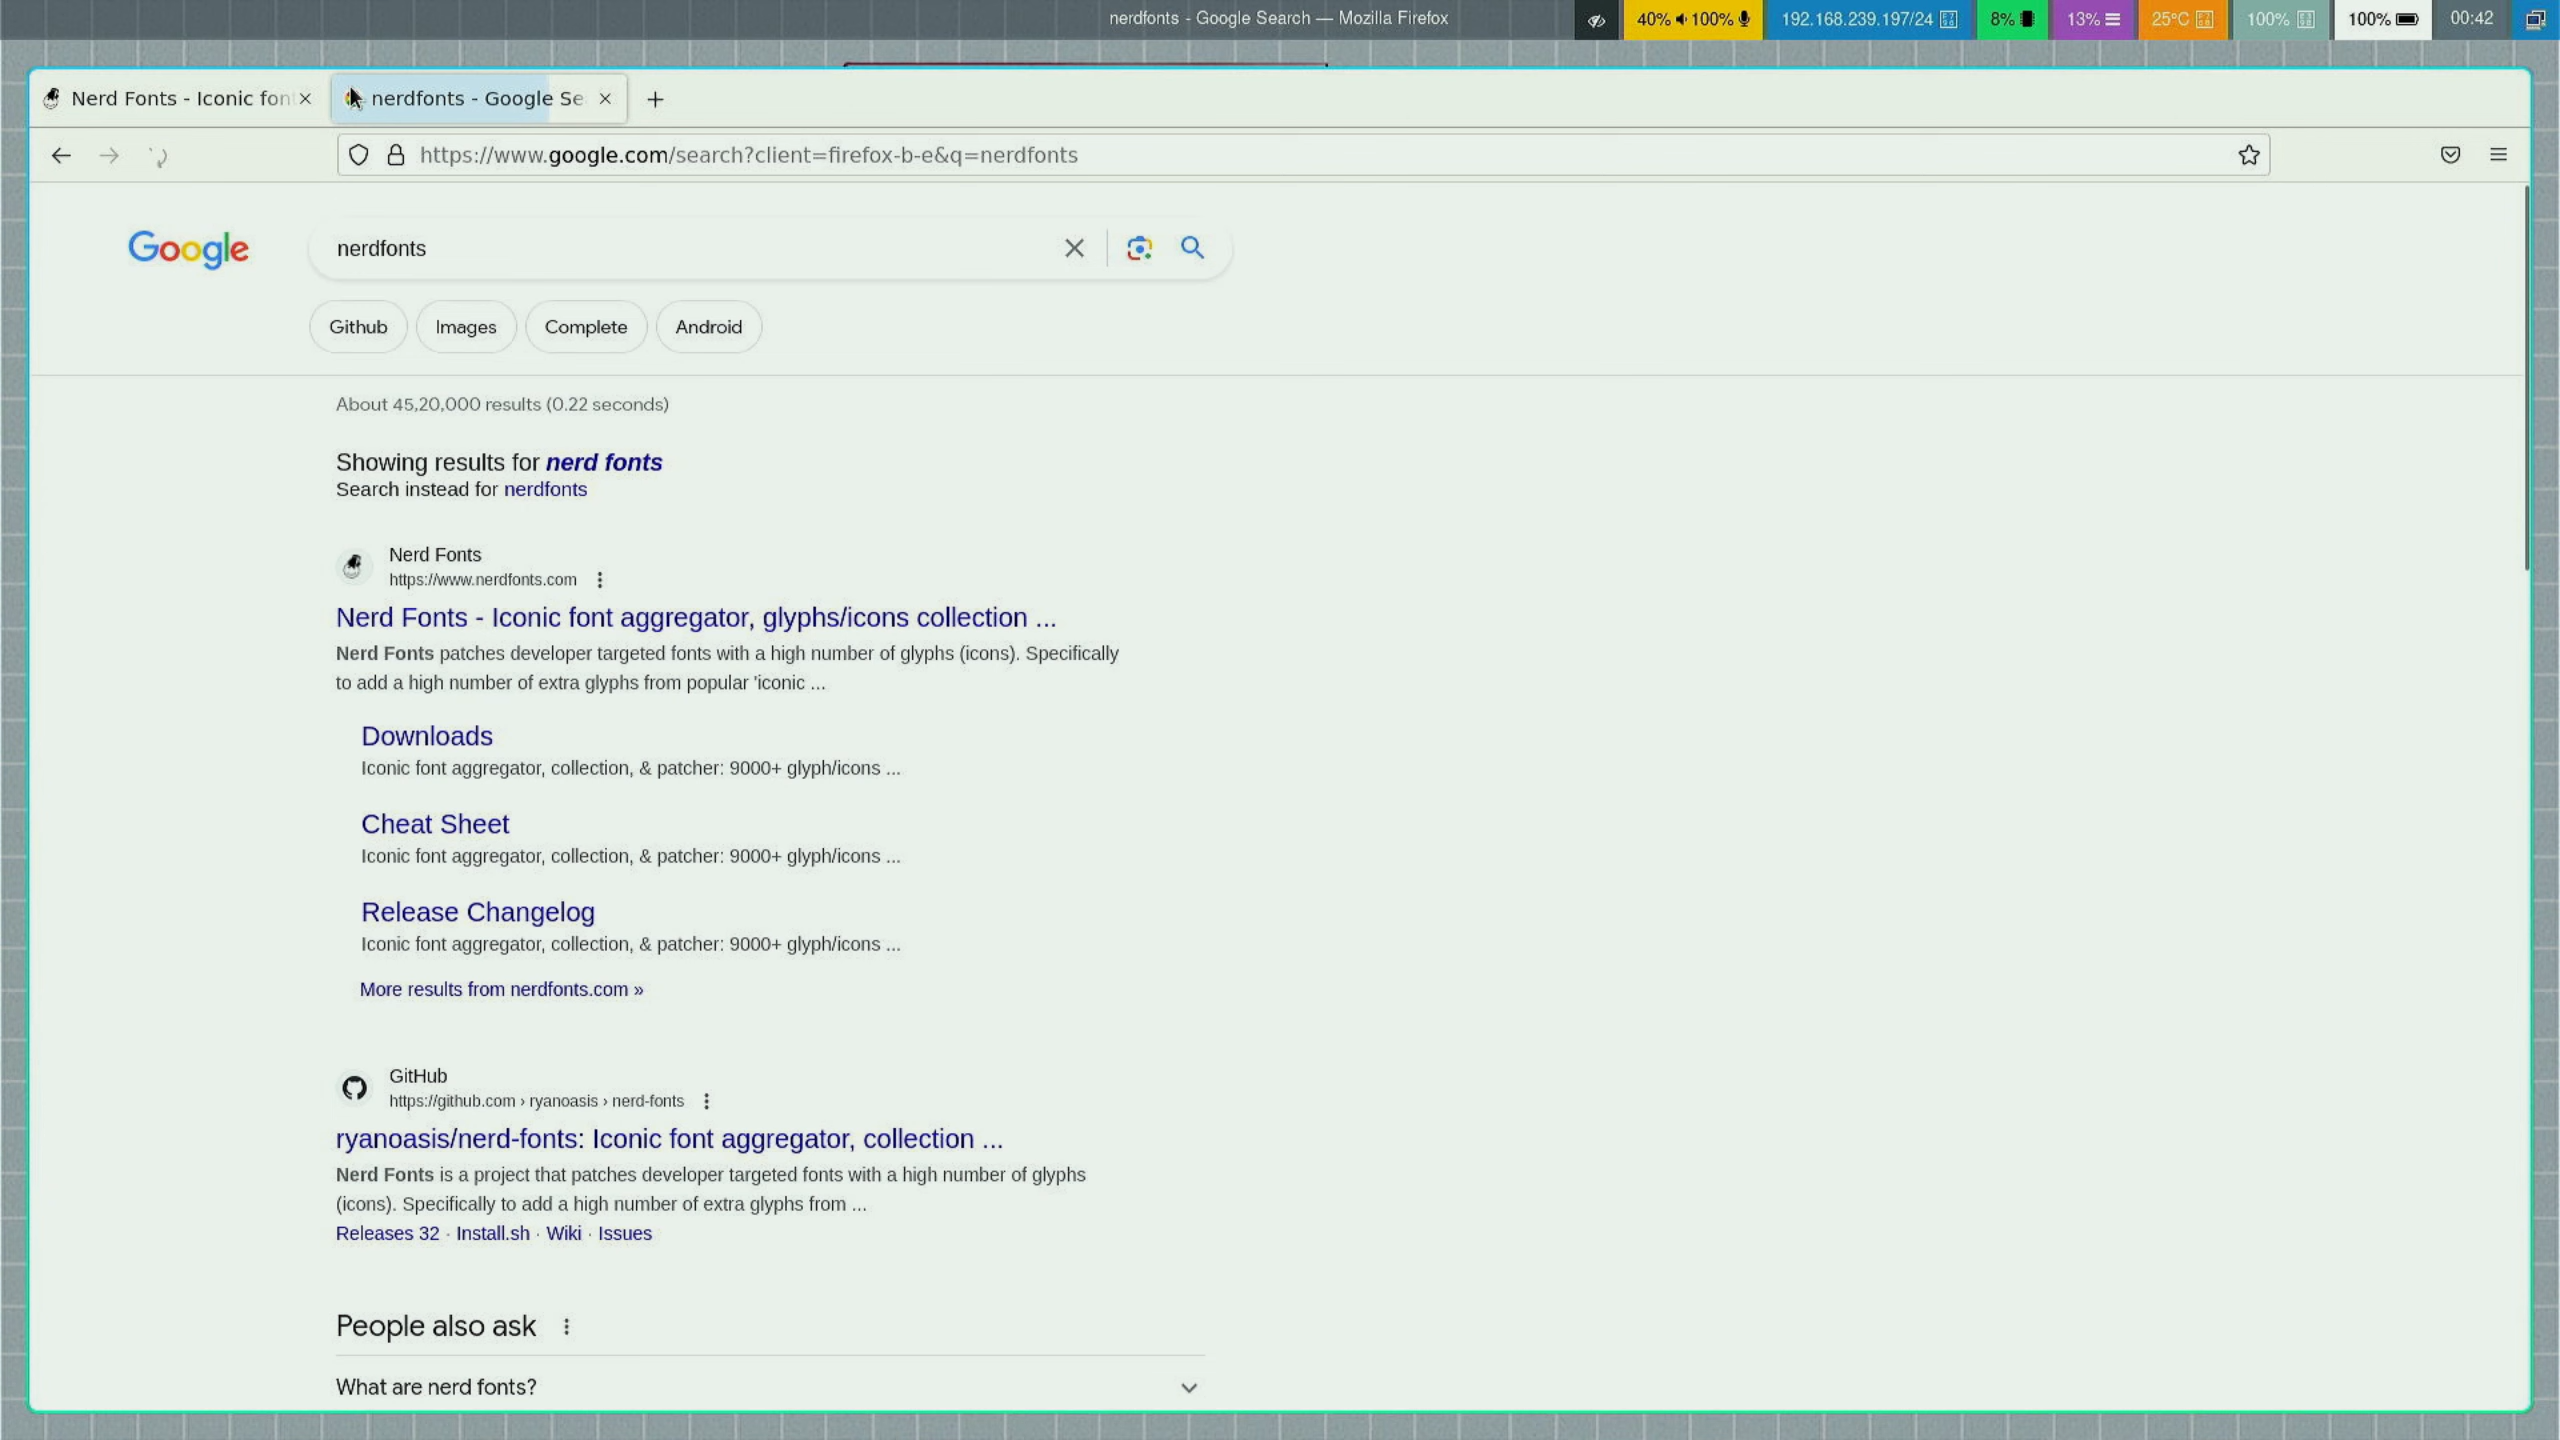 nerdfonts - Google Search — Mozilla Firefox
40% 100%
192.168.239.197/24
8%
13%
25°C
100%
100%
00:42
Nerd Fonts - Iconic fon
nerdfonts - Google Se
https://www.google.com/search?client=firefox-b-e&q=nerdfonts
Google
nerdfonts
Github
Images
Complete
Android
About 45,20,000 results (0.22 seconds)
Showing results for nerd fonts
Search instead for nerdfonts
Nerd Fonts
https://www.nerdfonts.com
Nerd Fonts - Iconic font aggregator, glyphs/icons collection ...
Nerd Fonts patches developer targeted fonts with a high number of glyphs (icons). Specifically
to add a high number of extra glyphs from popular 'iconic ...
Downloads
Iconic font aggregator, collection, & patcher: 9000+ glyph/icons ...
Cheat Sheet
Iconic font aggregator, collection, & patcher: 9000+ glyph/icons ...
Release Changelog
Iconic font aggregator, collection, & patcher: 9000+ glyph/icons ...
More results from nerdfonts.com »
GitHub
https://github.com › ryanoasis › nerd-fonts
ryanoasis/nerd-fonts: Iconic font aggregator, collection ...
Nerd Fonts is a project that patches developer targeted fonts with a high number of glyphs
(icons). Specifically to add a high number of extra glyphs from ...
Releases 32 · Install.sh · Wiki · Issues
People also ask
What are nerd fonts?